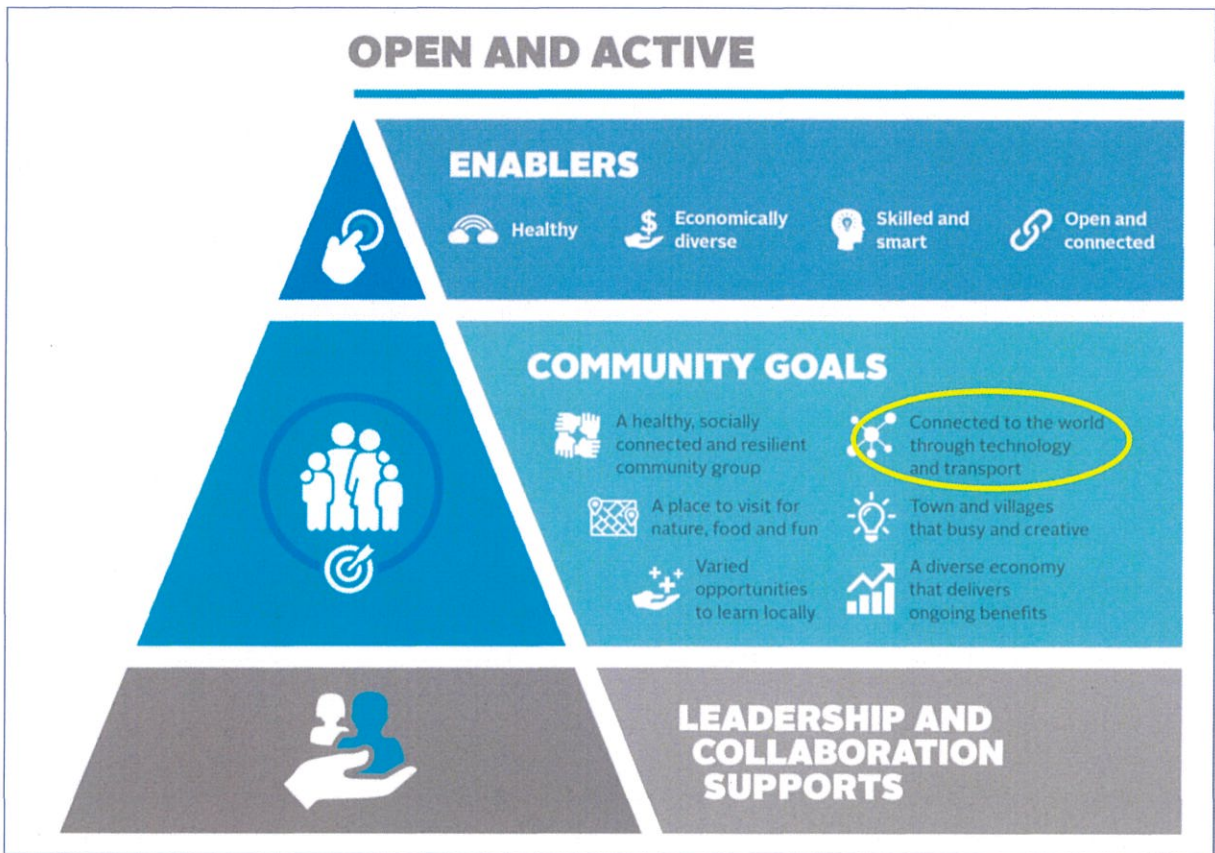 OPEN AND ACTIVE
ENABLERS
Healthy
Economically
diverse
Skilled and
smart
Open and
connected
COMMUNITY GOALS
A healthy, socially
connected and resilient
community group
Connected to the world
through technology
and transport
A place to visit for
nature, food and fun
Town and villages
that busy and creative
Varied
opportunities
to learn locally
A diverse economy
that delivers
ongoing benefits
LEADERSHIP AND
COLLABORATION
SUPPORTS